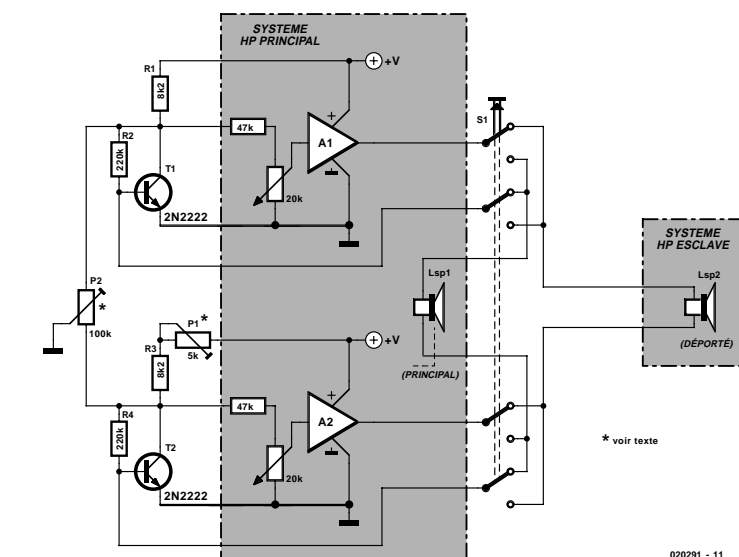 SYSTEME
HP PRINCIPAL
+V
R1
8k2
R2
220k
47k
A1
S1
T1
20k
2N2222
SYSTEME
HP ESCLAVE
Lsp1
Lsp2
P2
*
100k
P1*
5k
+V
(DÉPORTÉ)
R3
8k2
(PRINCIPAL)
R4
220k
47k
A2
* voir texte
T2
20k
2N2222
020291 - 11